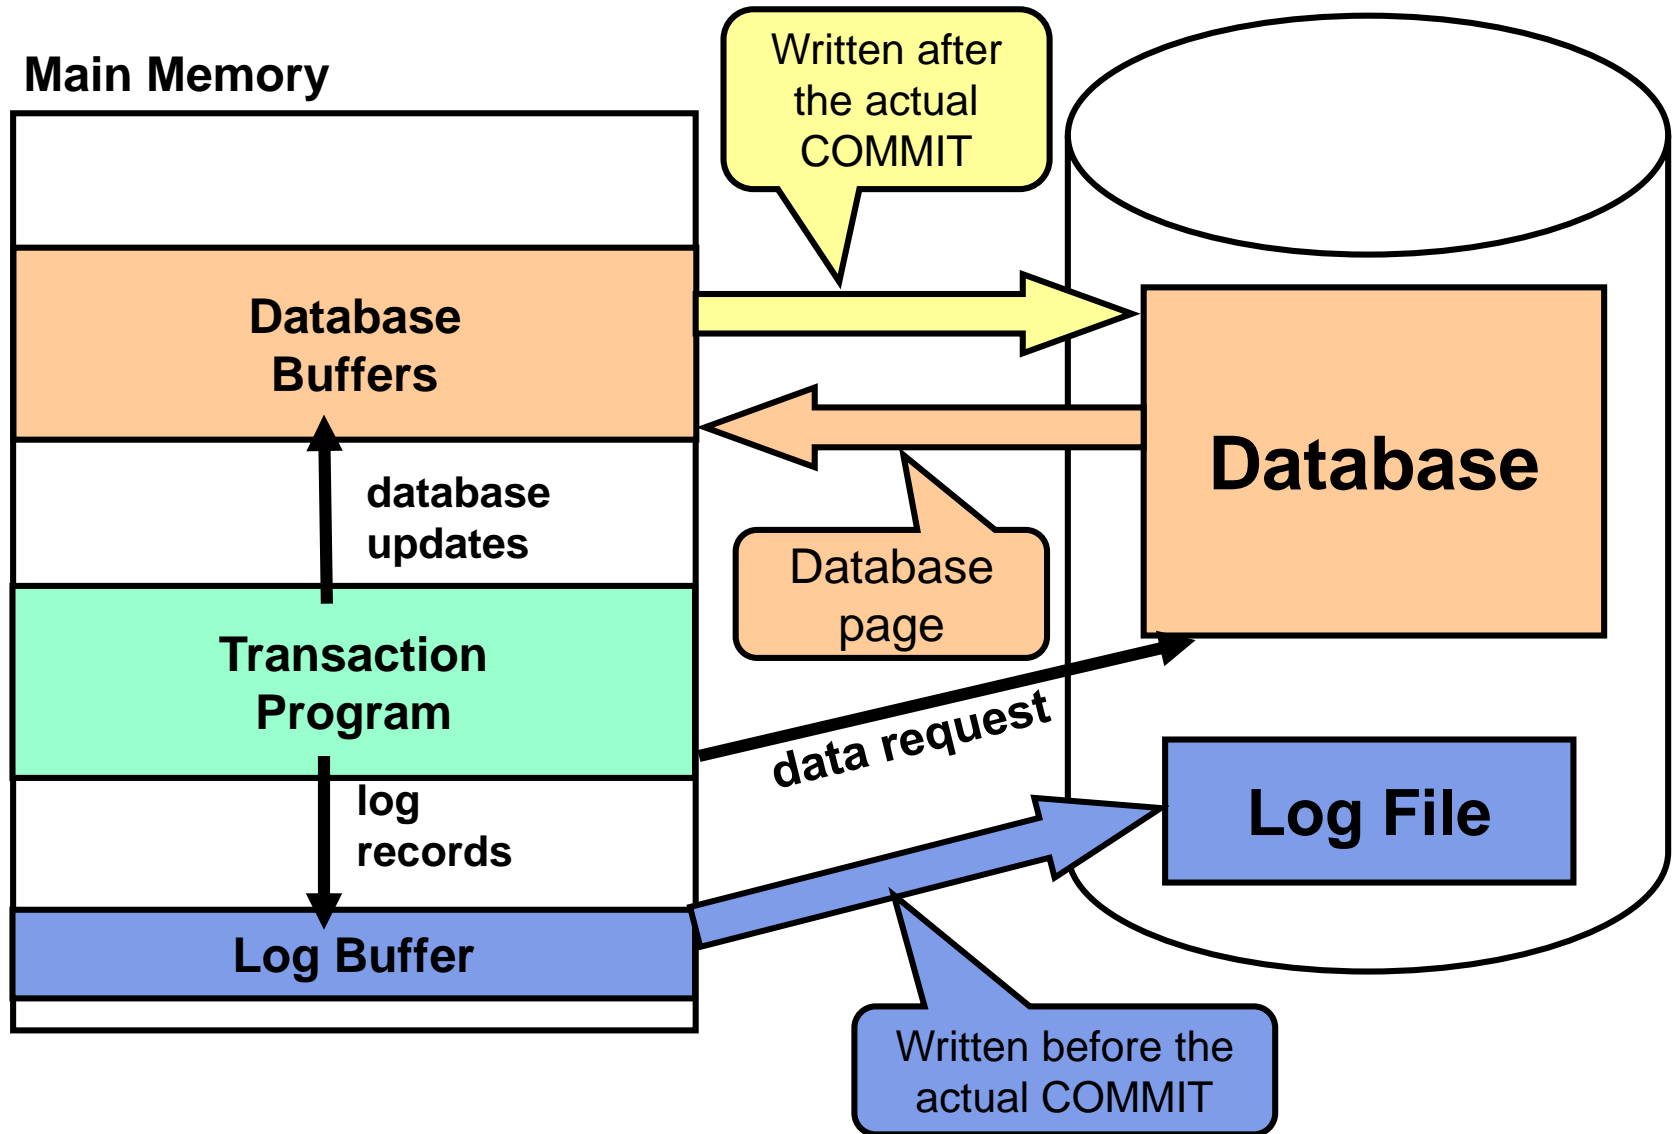 Main Memory
Written after
the actual
COMMIT
Database
Buffers
database
updates
Database
page
Database
Transaction
Program
data request
log
records
Log File
Log Buffer
Written before the
actual COMMIT